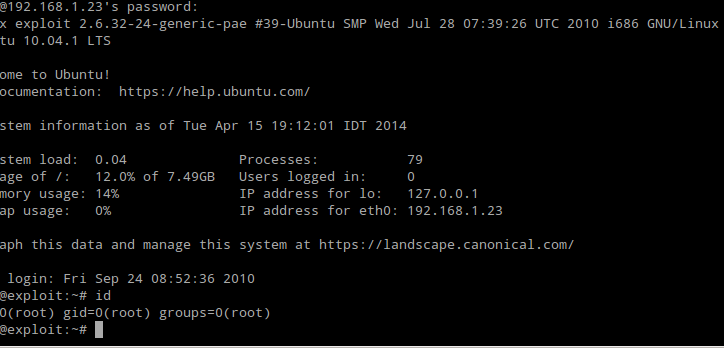 @192.168.1.23's password:
x exploit 2.6.32-24-generic-pae #39-Ubuntu SMP Wed Jul 28 07:39:26 UTC 2010 i686 GNU/Linux
tu 10.04.1 LTS
ome to Ubuntu!
ocumentation:  https://help.ubuntu.com/
stem information as of Tue Apr 15 19:12:01 IDT 2014
stem load:  0.04              Processes:           79
age of /:   12.0% of 7.49GB   Users logged in:     0
mory usage: 14%               IP address for lo:   127.0.0.1
ap usage:   0%                IP address for eth0: 192.168.1.23
aph this data and manage this system at https://landscape.canonical.com/
login: Fri Sep 24 08:52:36 2010
@exploit:~# id
0(root) gid=0(root) groups=0(root)
@exploit:~#